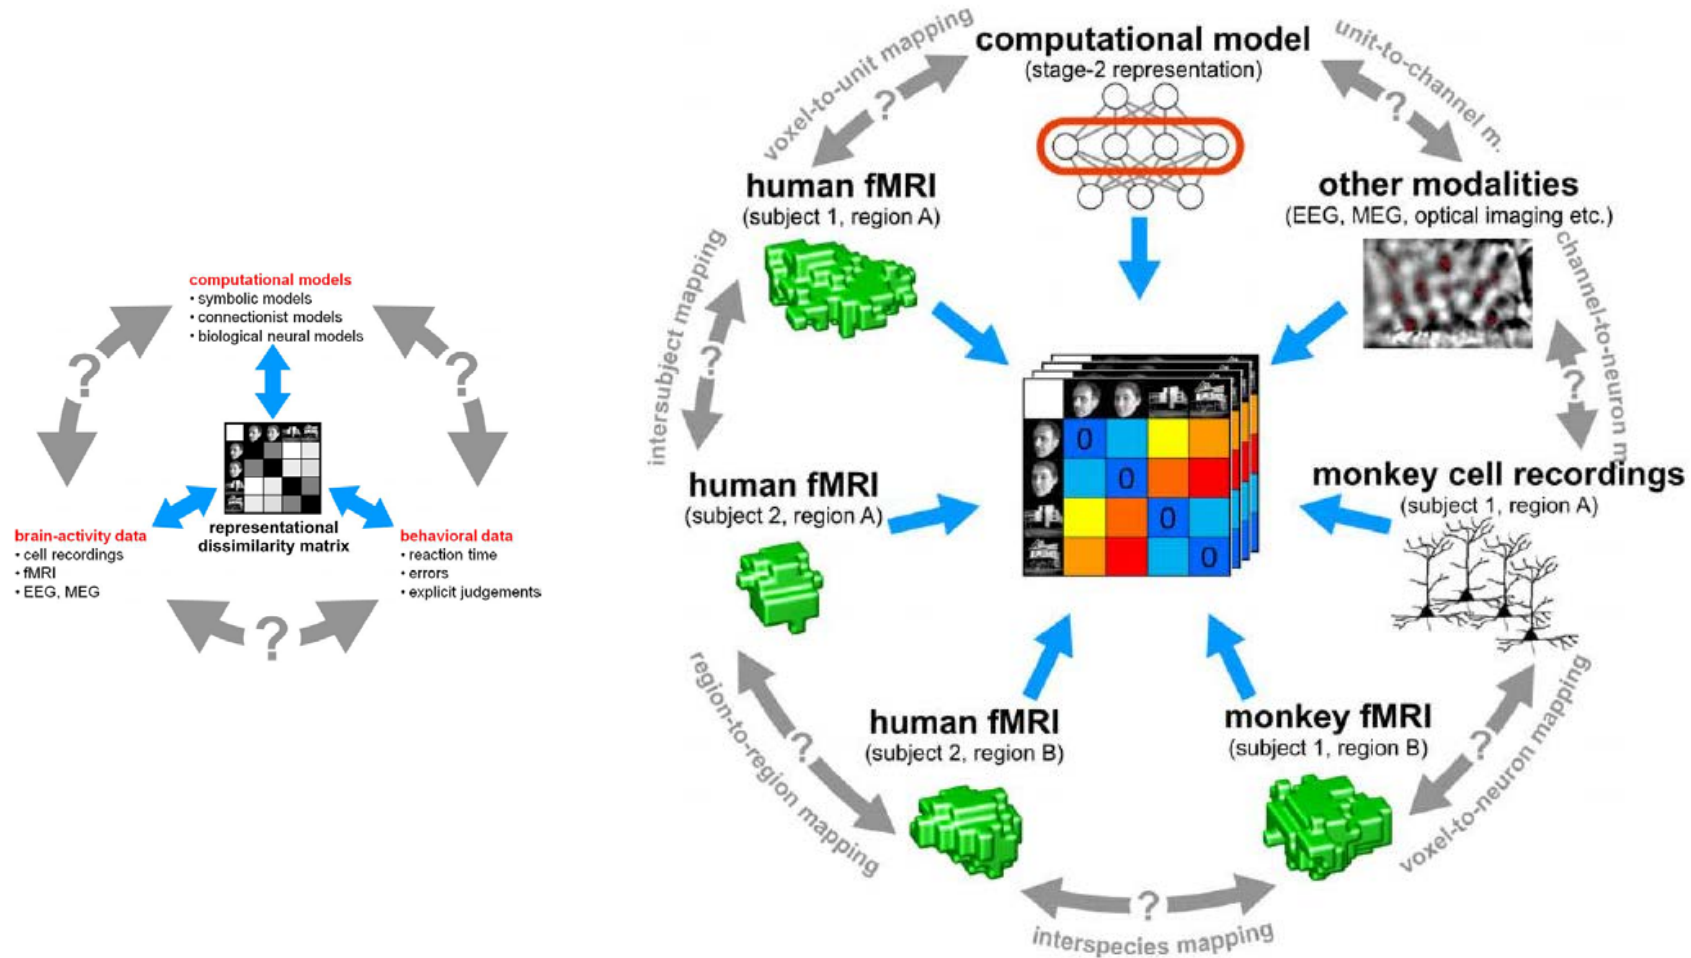 computational models
• symbolic models
• connectionist models
• biological neural models
?
?
representational
dissimilarity matrix
brain-activity data
• cell recordings
• fMRI
• EEG, MEG
behavioral data
• reaction time
• errors
• explicit judgements
?
computational model
(stage-2 representation)
voxel-to-unit mapping
?
unit-to-channel m.
?
human fMRI
(subject 1, region A)
other modalities
(EEG, MEG, optical imaging etc.)
intersubject mapping
?
channel-to-neuron m.
?
0
0
0
0
human fMRI
(subject 2, region A)
monkey cell recordings
(subject 1, region A)
region-to-region mapping
?
human fMRI
(subject 2, region B)
monkey fMRI
(subject 1, region B)
voxel-to-neuron mapping
?
?
interspecies mapping